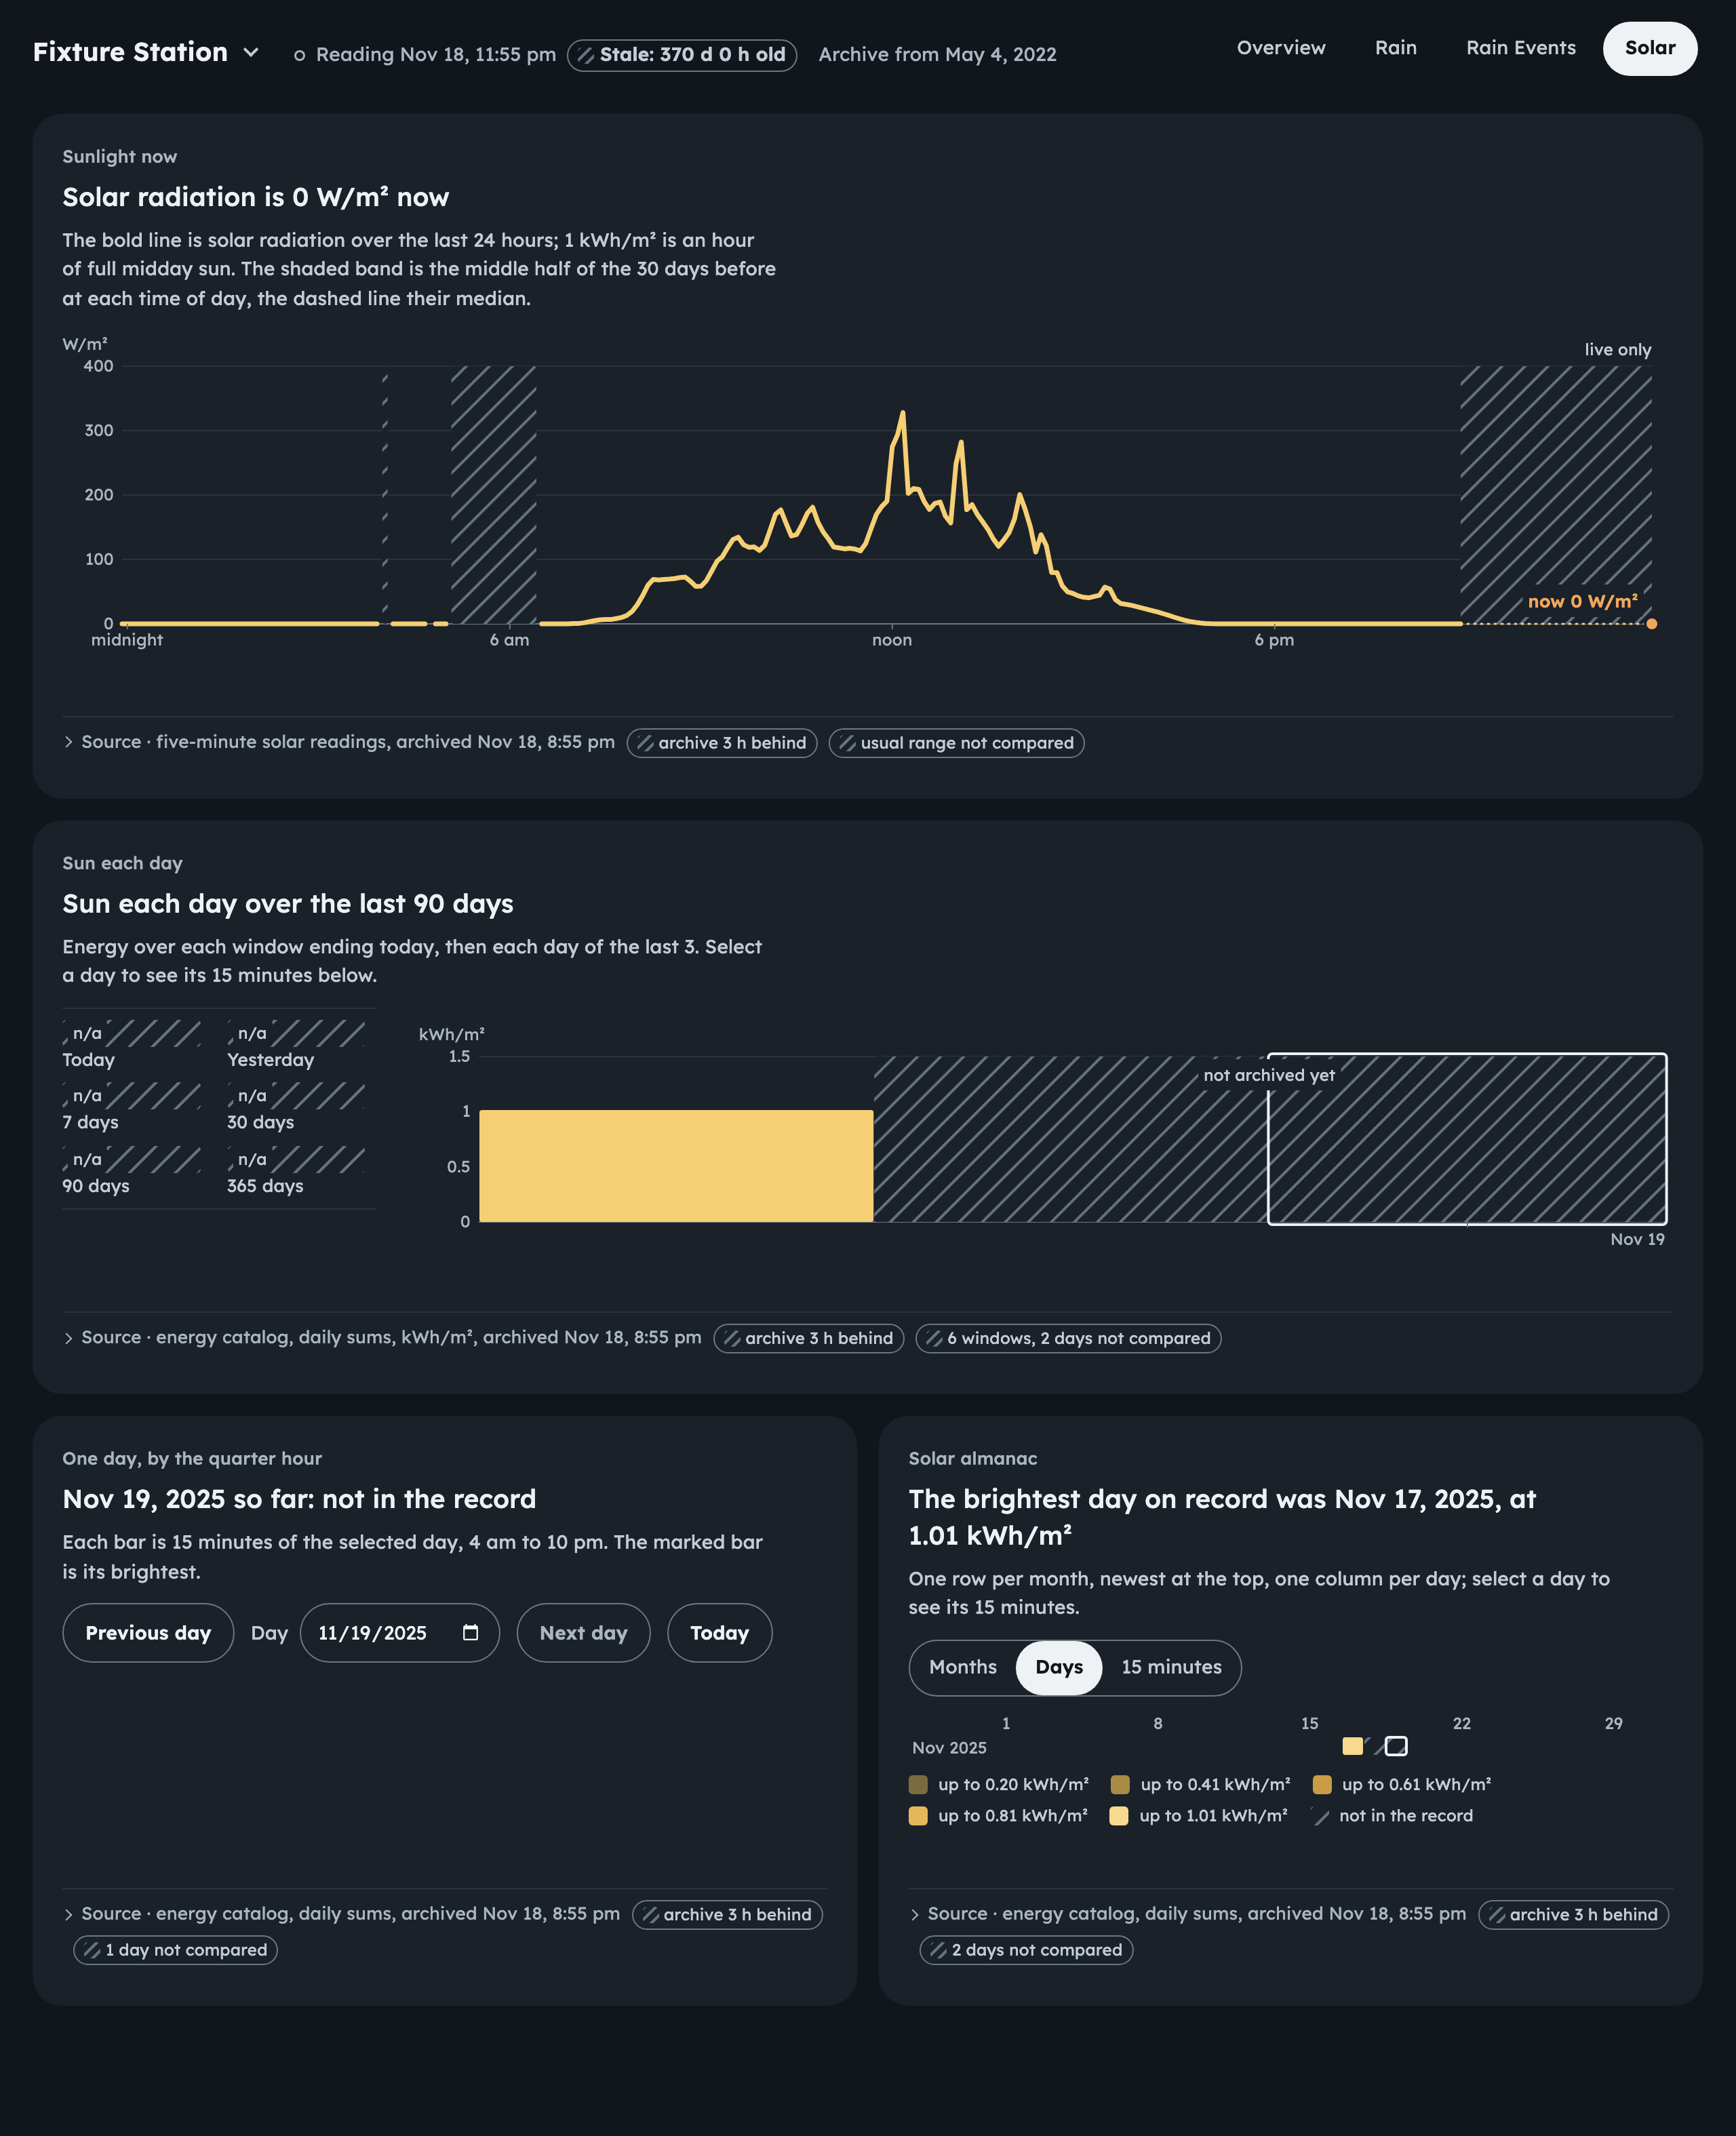 Fixture Station
Reading Nov 18, 11:55 pm
Stale: 370 d 0 h old
Archive from May 4, 2022
Overview
Rain
Rain Events
Solar
Sunlight now
Solar radiation is 0 W/m² now
The bold line is solar radiation over the last 24 hours; 1 kWh/m² is an hour
of full midday sun. The shaded band is the middle half of the 30 days before
at each time of day, the dashed line their median.
W/m²
live only
400
300
200
100
0
now 0 W/m²
midnight
6 am
noon
6 pm
Source · five-minute solar readings, archived Nov 18, 8:55 pm
archive 3 h behind
usual range not compared
Sun each day
Sun each day over the last 90 days
Energy over each window ending today, then each day of the last 3. Select
a day to see its 15 minutes below.
n/a
Today
n/a
Yesterday
n/a
7 days
n/a
30 days
n/a
90 days
n/a
365 days
kWh/m²
1.5
1
0.5
0
not archived yet
Nov 19
Source · energy catalog, daily sums, kWh/m², archived Nov 18, 8:55 pm
archive 3 h behind
6 windows, 2 days not compared
One day, by the quarter hour
Nov 19, 2025 so far: not in the record
Each bar is 15 minutes of the selected day, 4 am to 10 pm. The marked bar
is its brightest.
Previous day
Day
11/19/2025
Next day
Today
Source · energy catalog, daily sums, archived Nov 18, 8:55 pm
archive 3 h behind
1 day not compared
Solar almanac
The brightest day on record was Nov 17, 2025, at
1.01 kWh/m²
One row per month, newest at the top, one column per day; select a day to
see its 15 minutes.
Months
Days
15 minutes
1
8
15
22
29
Nov 2025
up to 0.20 kWh/m²
up to 0.41 kWh/m²
up to 0.61 kWh/m²
up to 0.81 kWh/m²
up to 1.01 kWh/m²
not in the record
Source · energy catalog, daily sums, archived Nov 18, 8:55 pm
archive 3 h behind
2 days not compared